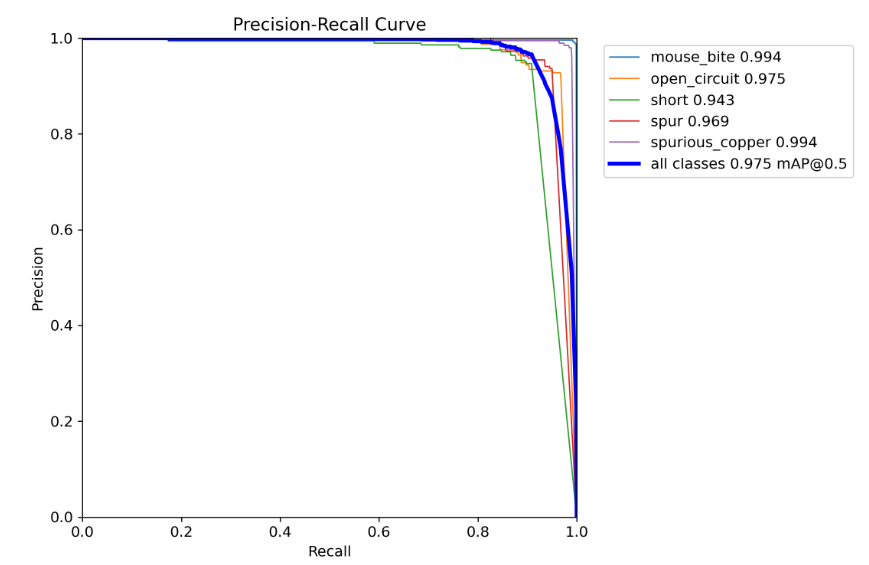 Precision-Recall Curve
1.0
0.8
0.6
0.4
0.2
0.0
Precision
0.0 0.2 0.4 0.6 0.8 1.0
Recall
mouse_bite 0.994
open_circuit 0.975
short 0.943
spur 0.969
spurious_copper 0.994
all classes 0.975 mAP@0.5